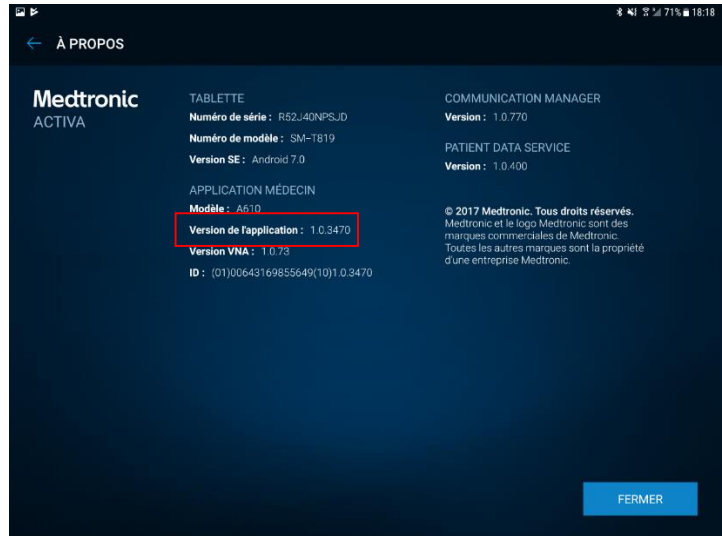 71% 18:18
À PROPOS
Medtronic
ACTIVA
TABLETTE
Numéro de série : R52J40NPSJD
Numéro de modèle : SM-T819
Version SE : Android 7.0
APPLICATION MÉDECIN
Modèle : A610
Version de l'application : 1.0.3470
Version VNA : 1.0.73
ID : (01)00643169855649(10)1.0.3470
COMMUNICATION MANAGER
Version : 1.0.770
PATIENT DATA SERVICE
Version : 1.0.400
© 2017 Medtronic. Tous droits réservés.
Medtronic et le logo Medtronic sont des
marques commerciales de Medtronic.
Toutes les autres marques sont la propriété
d'une entreprise Medtronic.
FERMER